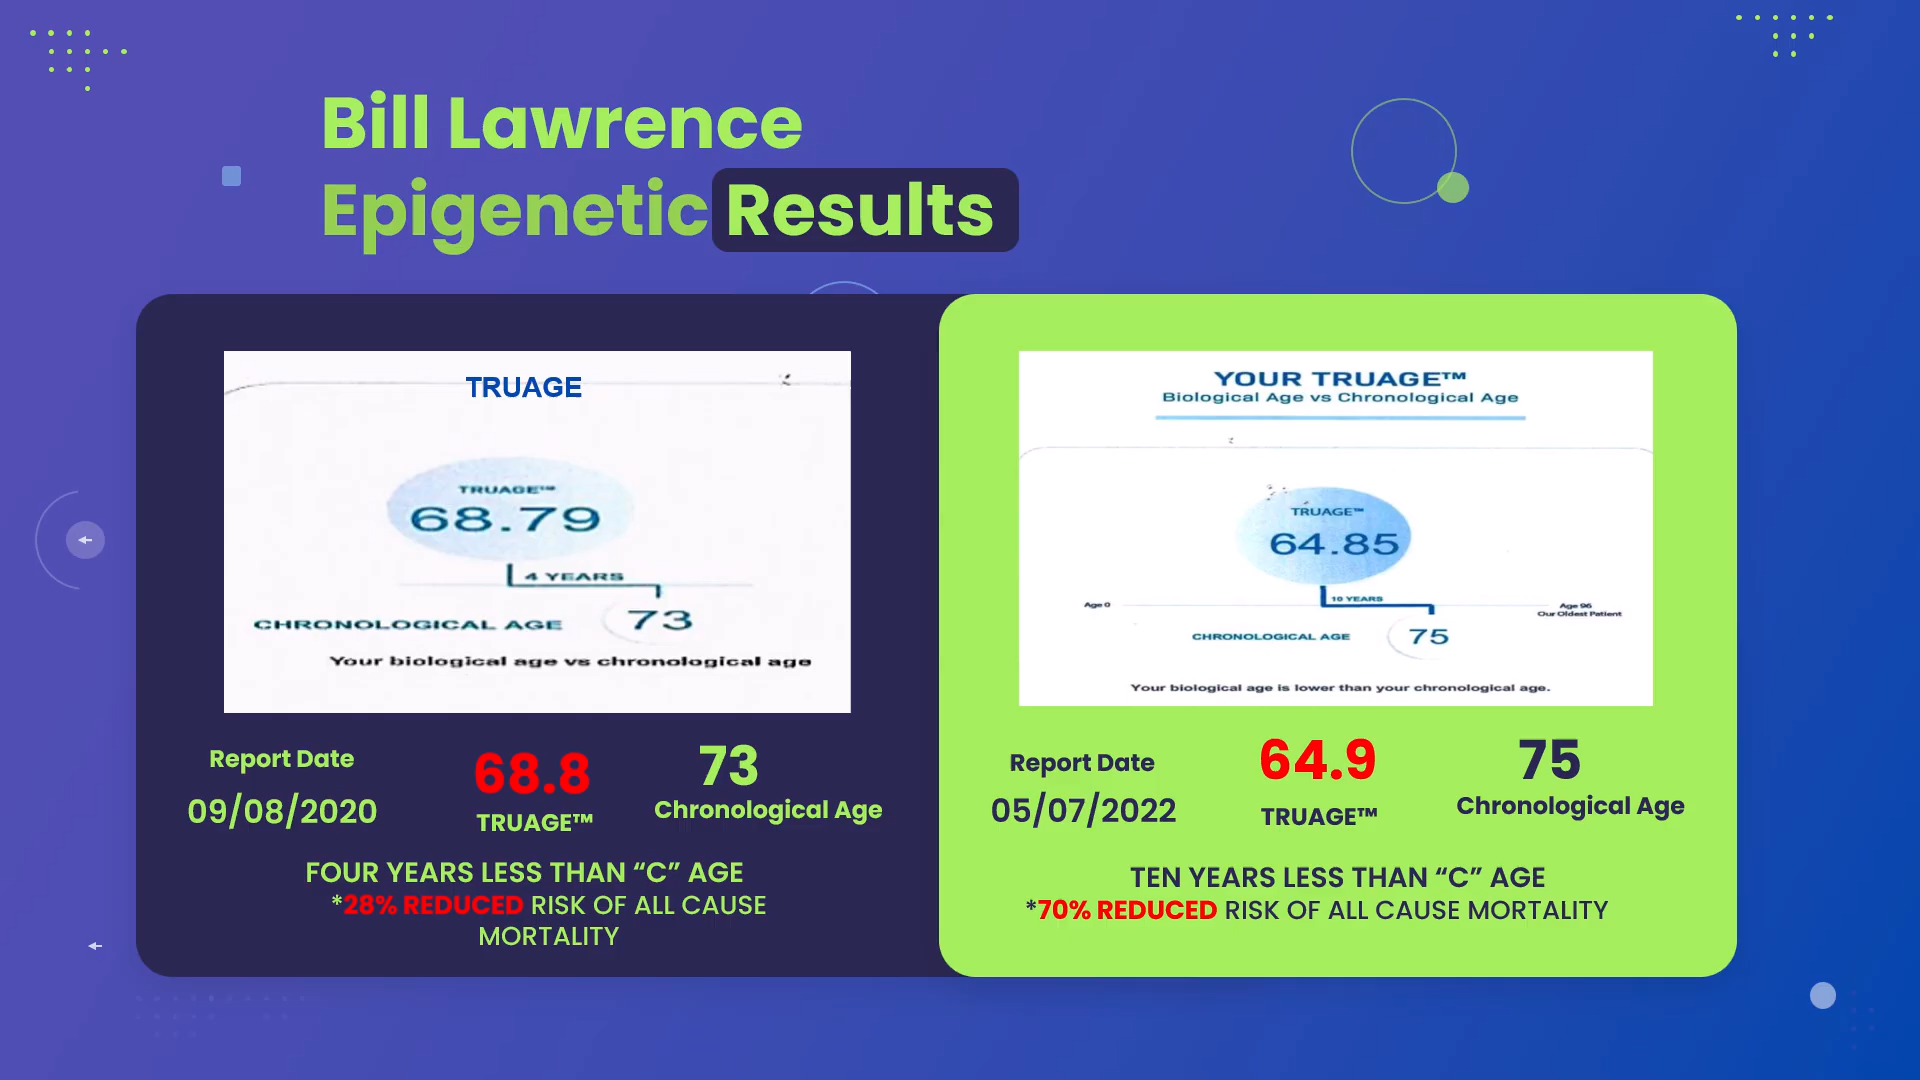 Bill Lawrence
Epigenetic Results
TRUAGE
TRUAGE™
68.79
4 YEARS
73
CHRONOLOGICAL AGE
Your biological age vs chronological age
Report Date
09/08/2020
68.8
TRUAGE™
73
Chronological Age
FOUR YEARS LESS THAN “C” AGE
*28% REDUCED RISK OF ALL CAUSE
MORTALITY
YOUR TRUAGE™
Biological Age vs Chronological Age
TRUAGE™
64.85
10 YEARS
Age 0
Age 96
Our Oldest Patient
CHRONOLOGICAL AGE
75
Your biological age is lower than your chronological age.
Report Date
05/07/2022
64.9
TRUAGE™
75
Chronological Age
TEN YEARS LESS THAN “C” AGE
*70% REDUCED RISK OF ALL CAUSE MORTALITY